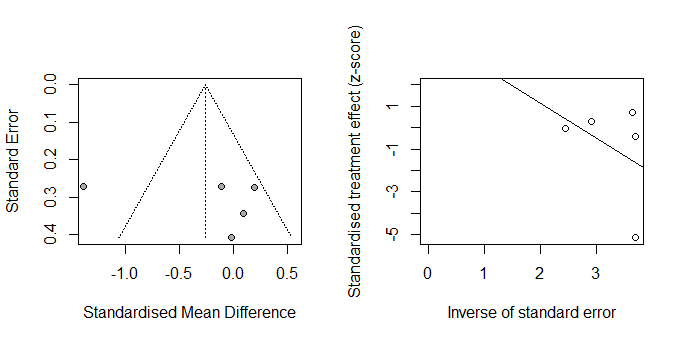 Standard Error
0.0
0.1
0.2
0.3
0.4
-1.0 -0.5 0.0 0.5
Standardised Mean Difference
Standardised treatment effect (z-score)
1
-1
-3
-5
0 1 2 3
Inverse of standard error